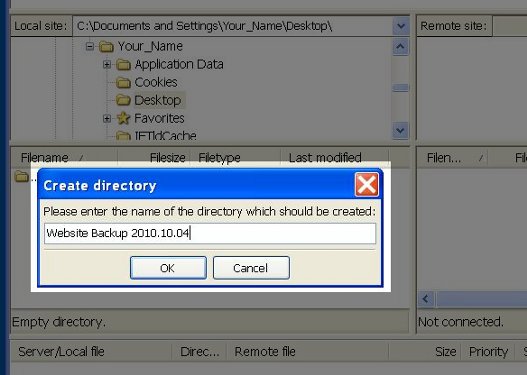 Local site: C:\Documents and Settings\Your_Name\Desktop\ Remote site:
Your_Name
Application Data
Cookies
Desktop
Favorites
IETldCache
Filename / Filesize Filetype Last modified Filen... /
..
Create directory
Please enter the name of the directory which should be created:
Website Backup 2010.10.04
OK Cancel
Empty directory. Not connected.
Server/Local file Direc... Remote file Size Priority